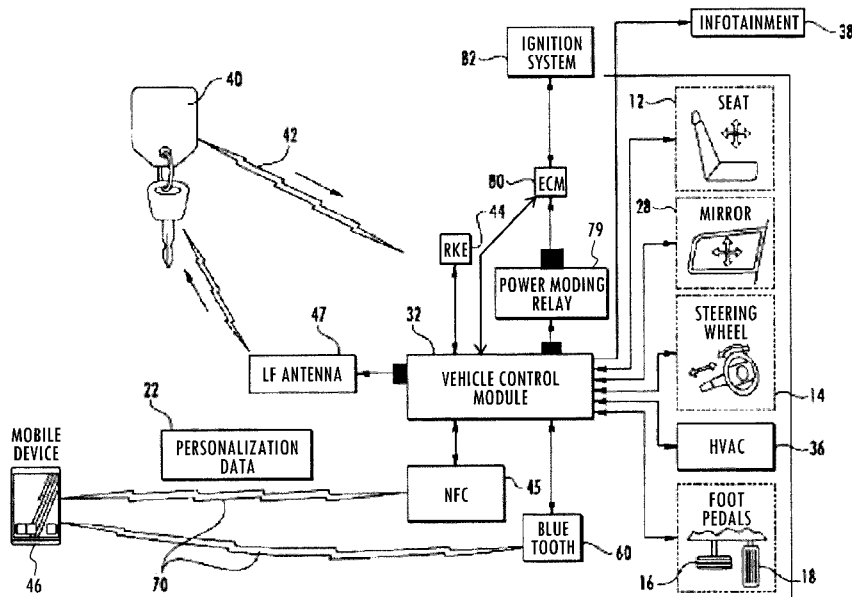 INFOTAINMENT
38
82
IGNITION
SYSTEM
40
12
SEAT
42
80
ECM
44
28
MIRROR
RKE
79
POWER MODING
RELAY
STEERING
WHEEL
47
32
LF ANTENNA
VEHICLE CONTROL
MODULE
14
22
MOBILE
DEVICE
PERSONALIZATION
DATA
HVAC
36
NFC
45
FOOT
PEDALS
BLUE
TOOTH
60
46
70
16
18